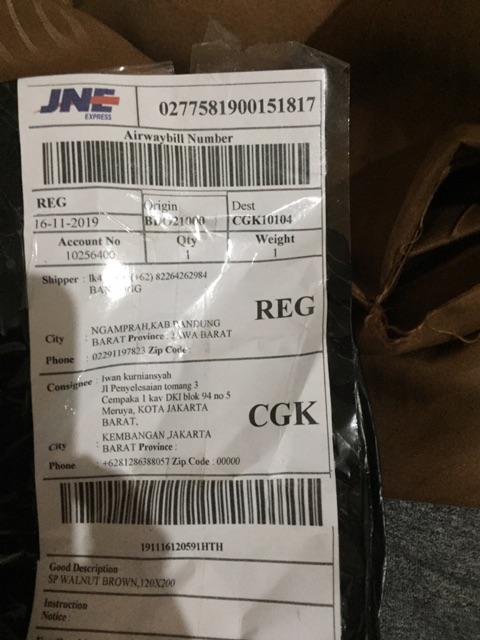 JNE
EXPRESS
0277581900151817
Airwaybill Number
REG
16-11-2019
Origin
BDO21000
Dest
CGK10104
Account No
10256400
Qty
1
Weight
1
Shipper : (+62) 82264262984
REG
City : NGAMPRAH,KAB.BANDUNG
BARAT Province : JAWA BARAT
Phone : 02291197823 Zip Code :
Consignee : Iwan kurniansyah
Jl Penyelesaian tomang 3
Cempaka 1 kav DKI blok 94 no 5
Meruya, KOTA JAKARTA
BARAT,
CGK
City : KEMBANGAN ,JAKARTA
BARAT Province :
Phone : +6281286388057 Zip Code : 00000
191116120591HTH
Good Description
SP WALNUT BROWN,120X200
Instruction
Notice :